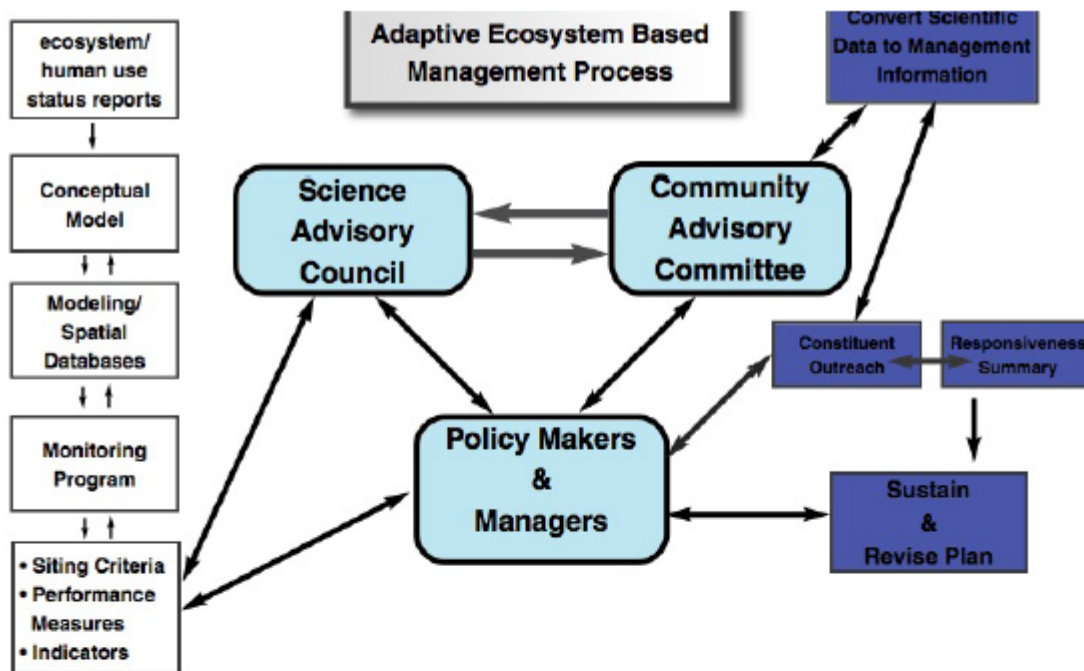 ecosystem/
human use
status reports
Conceptual
Model
Modeling/
Spatial
Databases
Monitoring
Program
• Siting Criteria
• Performance
Measures
• Indicators
Adaptive Ecosystem Based
Management Process
Science
Advisory
Council
Community
Advisory
Committee
Policy Makers
&
Managers
Convert Scientific
Data to Management
Information
Constituent
Outreach
Responsiveness
Summary
Sustain
&
Revise Plan